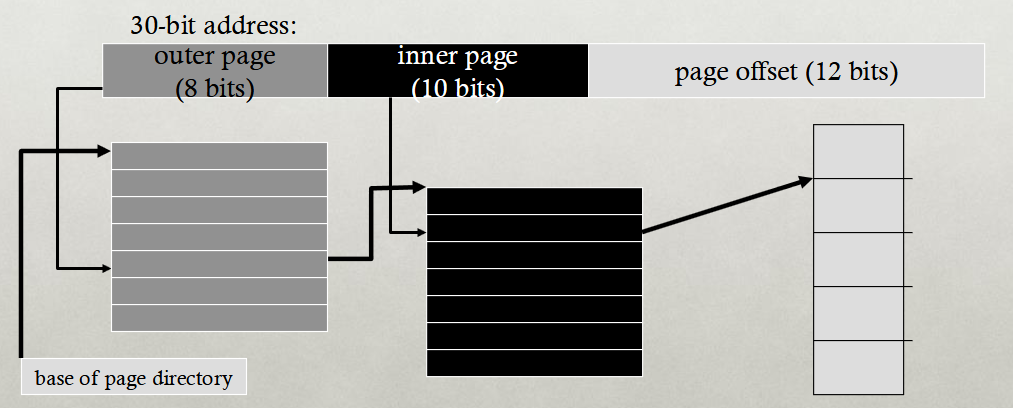 30-bit address:
outer page
(8 bits)
inner page
(10 bits)
page offset (12 bits)
base of page directory